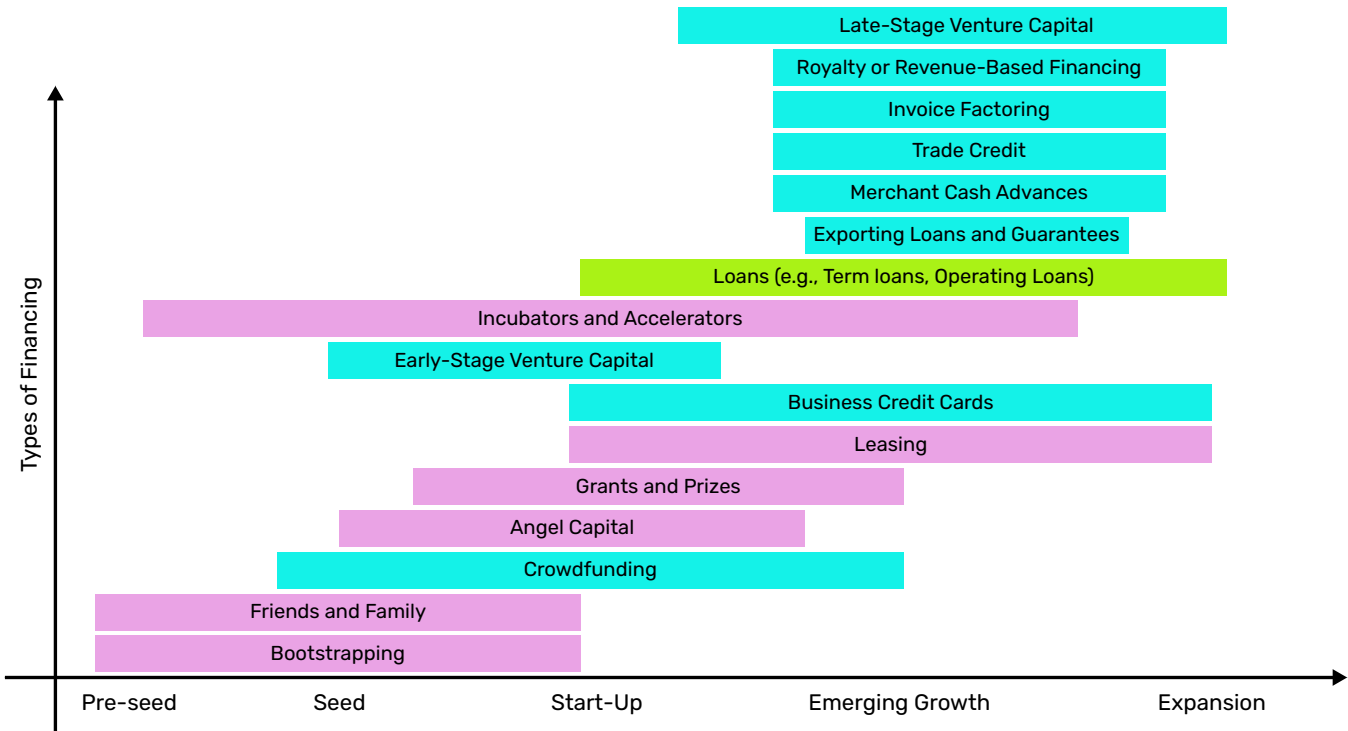 Late-Stage Venture Capital
Royalty or Revenue-Based Financing
Invoice Factoring
Trade Credit
Merchant Cash Advances
Exporting Loans and Guarantees
Loans (e.g., Term loans, Operating Loans)
Incubators and Accelerators
Early-Stage Venture Capital
Business Credit Cards
Leasing
Grants and Prizes
Angel Capital
Crowdfunding
Friends and Family
Bootstrapping
Types of Financing
Pre-seed
Seed
Start-Up
Emerging Growth
Expansion